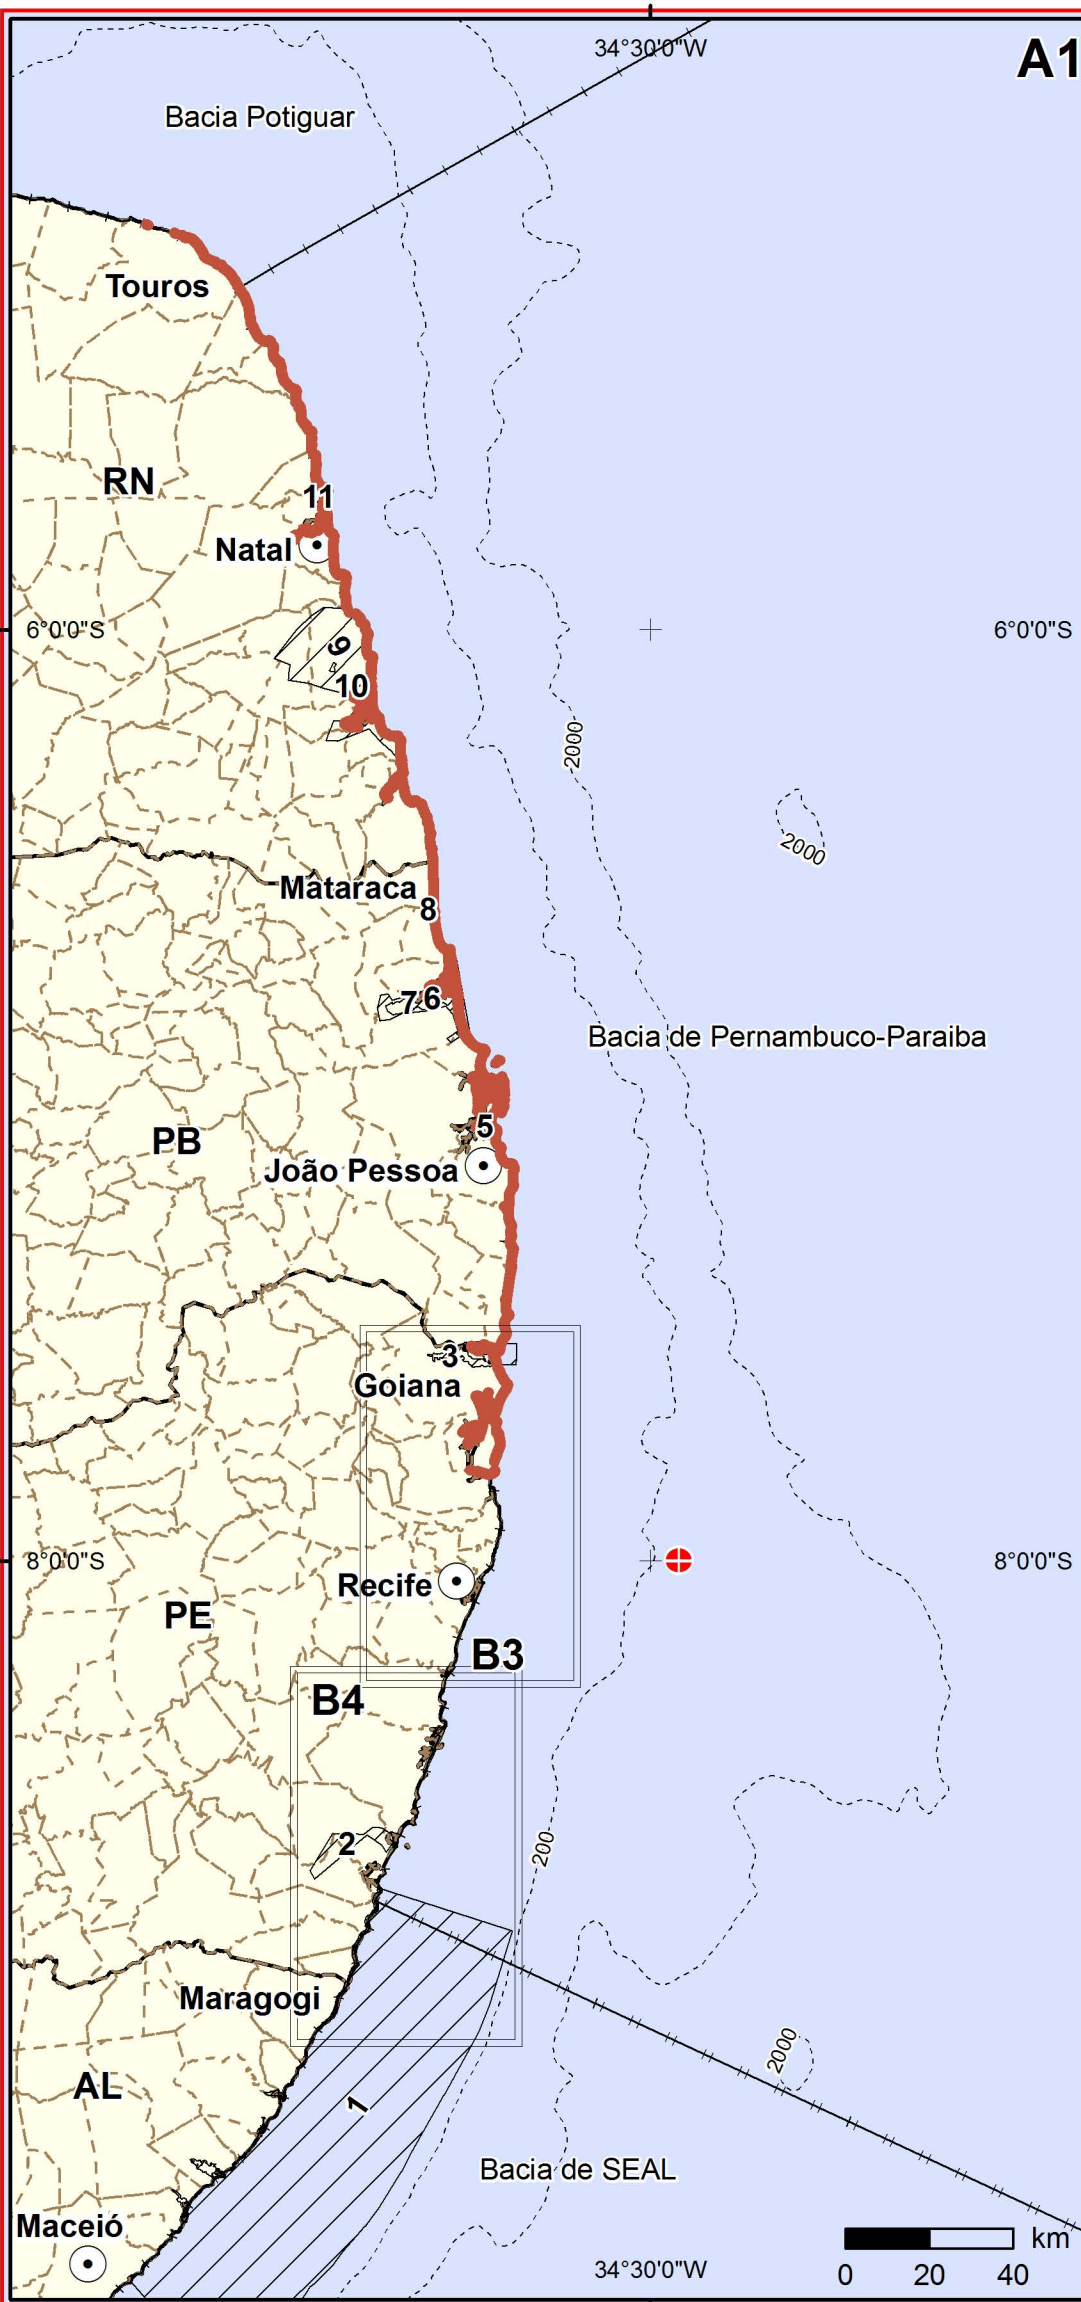 34°30'0"W
A1
Bacia Potiguar
Touros
RN
11
Natal
6°0'0"S
6°0'0"S
9
10
2000
2000
Mataraca
8
7
6
Bacia de Pernambuco-Paraiba
5
PB
João Pessoa
3
Goiana
8°0'0"S
8°0'0"S
Recife
PE
B3
B4
2
200
Maragogi
2000
AL
1
Bacia de SEAL
Maceió
km
34°30'0"W
0 20 40